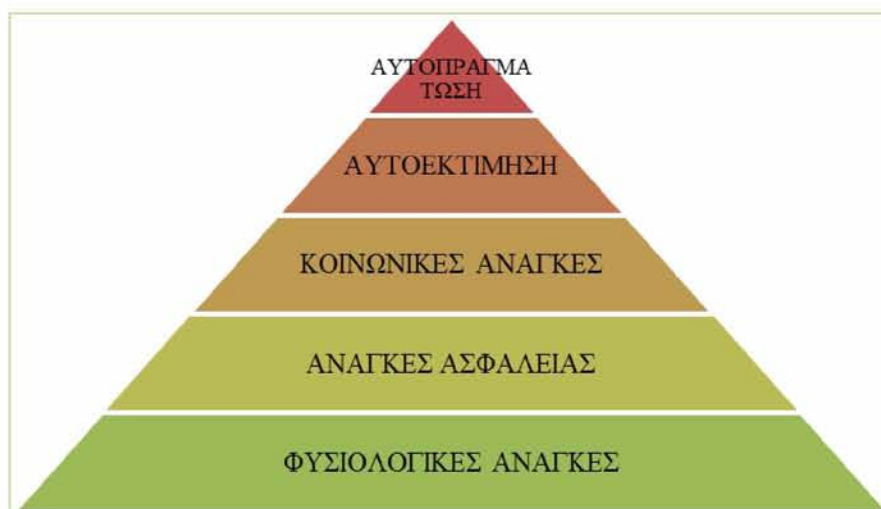 ΑΥΤΟΠΡΑΓΜΑ
ΤΩΣΗ
ΑΥΤΟΕΚΤΙΜΗΣΗ
ΚΟΙΝΩΝΙΚΕΣ ΑΝΑΓΚΕΣ
ΑΝΑΓΚΕΣ ΑΣΦΑΛΕΙΑΣ
ΦΥΣΙΟΛΟΓΙΚΕΣ ΑΝΑΓΚΕΣ